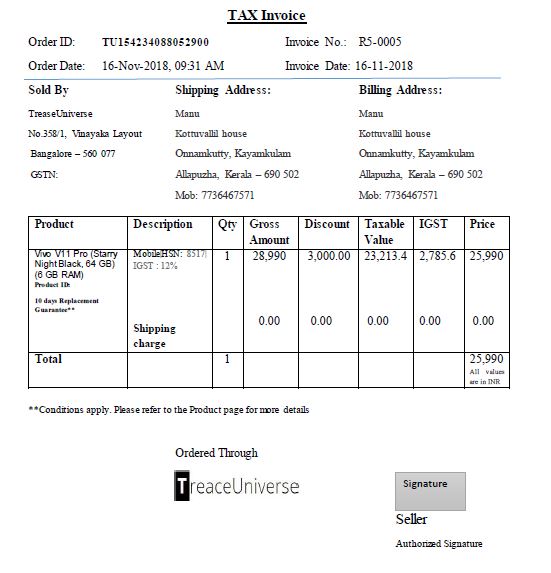 TAX Invoice
Order ID: TU154234088052900 Invoice No.: R5-0005
Order Date: 16-Nov-2018, 09:31 AM Invoice Date: 16-11-2018
Sold By Shipping Address: Billing Address:
TreaseUniverse Manu Manu
No.358/1, Vinayaka Layout Kottuvallil house Kottuvallil house
Bangalore – 560 077 Onnamkutty, Kayamkulam Onnamkutty, Kayamkulam
GSTN: Allapuzha, Kerala – 690 502 Allapuzha, Kerala – 690 502
Mob: 7736467571 Mob: 7736467571
Product Description Qty Gross Amount Discount Taxable Value IGST Price
Vivo V11 Pro (Starry MobileHSN: 8517| 1 28,990 3,000.00 23,213.4 2,785.6 25,990
Night Black, 64 GB) IGST : 12%
(6 GB RAM)
Product ID:
10 days Replacement
Guarantee**
Shipping charge 0.00 0.00 0.00 0.00 0.00
Total 1 25,990
All values
are in INR
**Conditions apply. Please refer to the Product page for more details
Ordered Through
TreaceUniverse
Signature
Seller
Authorized Signature